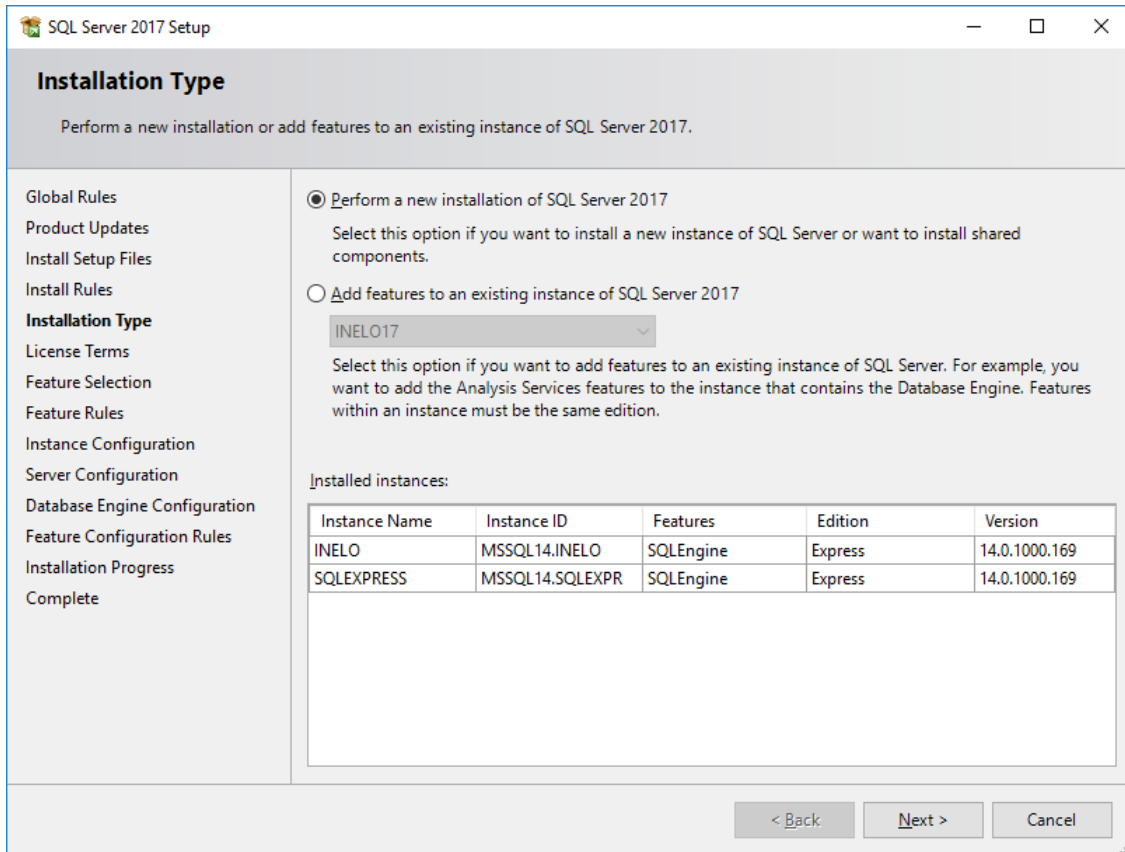 SQL Server 2017 Setup
Installation Type
Perform a new installation or add features to an existing instance of SQL Server 2017.
Global Rules
Product Updates
Install Setup Files
Install Rules
Installation Type
License Terms
Feature Selection
Feature Rules
Instance Configuration
Server Configuration
Database Engine Configuration
Feature Configuration Rules
Installation Progress
Complete
Perform a new installation of SQL Server 2017
Select this option if you want to install a new instance of SQL Server or want to install shared
components.
Add features to an existing instance of SQL Server 2017
INELO17
Select this option if you want to add features to an existing instance of SQL Server. For example, you
want to add the Analysis Services features to the instance that contains the Database Engine. Features
within an instance must be the same edition.
Installed instances:
Instance Name Instance ID Features Edition Version
INELO MSSQL14.INELO SQLEngine Express 14.0.1000.169
SQLEXPRESS MSSQL14.SQLEXPR SQLEngine Express 14.0.1000.169
< Back Next > Cancel